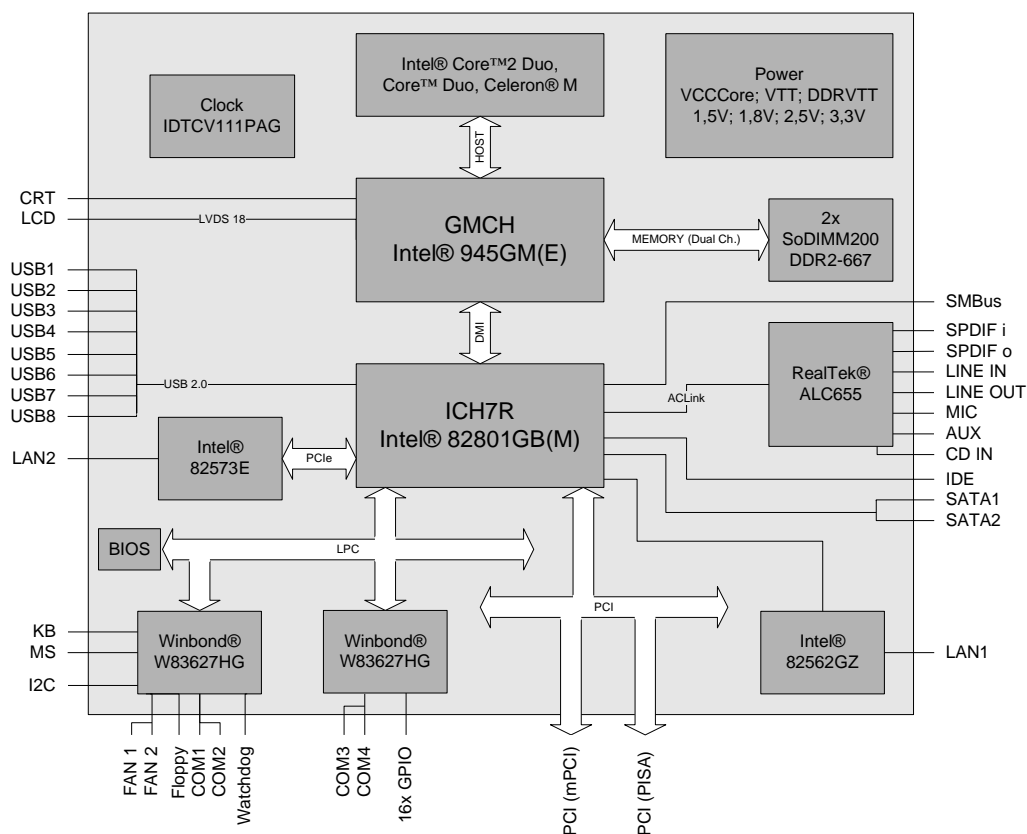 Intel® Core™2 Duo,
Core™ Duo, Celeron® M
Power
VCCCore; VTT; DDRVTT
1,5V; 1,8V; 2,5V; 3,3V
Clock
IDTCV111PAG
HOST
CRT
LCD
LVDS 18
GMCH
Intel® 945GM(E)
MEMORY (Dual Ch.)
2x
SoDIMM200
DDR2-667
USB1
USB2
USB3
USB4
USB5
USB6
USB7
USB8
USB 2.0
DMI
SMBus
SPDIF i
SPDIF o
LINE IN
LINE OUT
MIC
AUX
CD IN
RealTek®
ALC655
ACLink
ICH7R
Intel® 82801GB(M)
LAN2
Intel®
82573E
PCIe
IDE
SATA1
SATA2
BIOS
LPC
PCI
KB
MS
I2C
Winbond®
W83627HG
Winbond®
W83627HG
Intel®
82562GZ
LAN1
FAN 1
FAN 2
Floppy
COM1
COM2
Watchdog
COM3
COM4
16x GPIO
PCI (mPCI)
PCI (PISA)